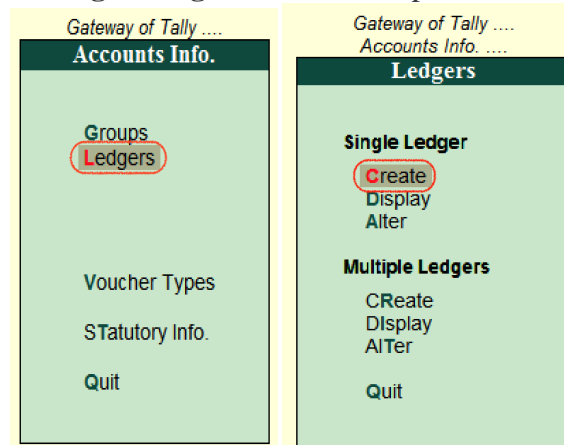 Gateway of Tally ....
Accounts Info.
Groups
Ledgers
Voucher Types
STatutory Info.
Quit
Gateway of Tally ....
Accounts Info. ....
Ledgers
Single Ledger
Create
Display
Alter
Multiple Ledgers
CReate
DIsplay
AlTer
Quit